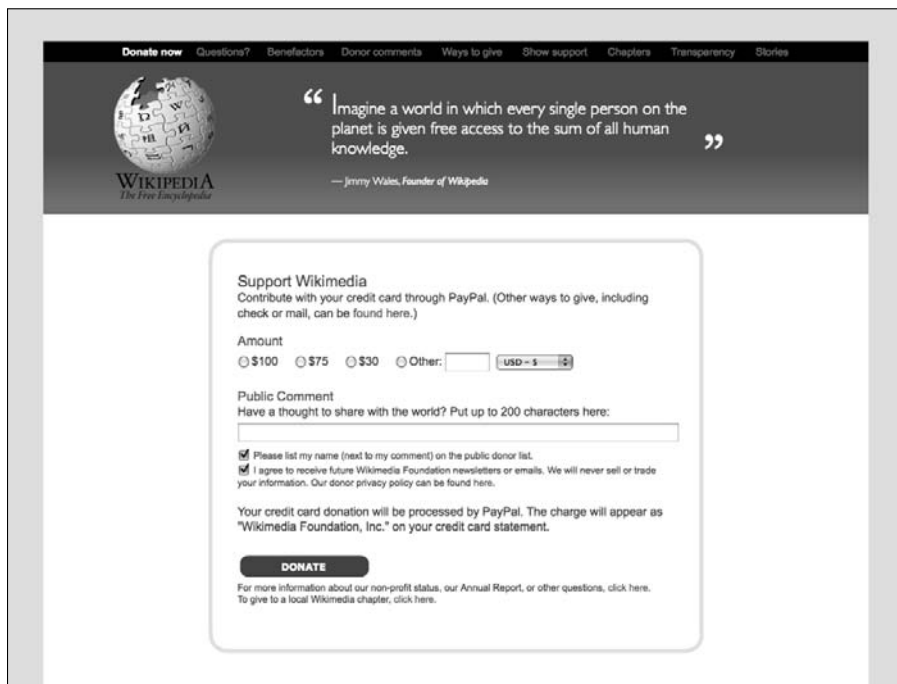 Donate now Questions? Benefactors Donor comments Ways to give Show support Chapters Transparency Stories
“ Imagine a world in which every single person on the
planet is given free access to the sum of all human
knowledge. ”
— Jimmy Wales, Founder of Wikipedia
WIKIPEDIA
The Free Encyclopedia
Support Wikimedia
Contribute with your credit card through PayPal. (Other ways to give, including
check or mail, can be found here.)
Amount
$100 $75 $30 Other: USD – $
Public Comment
Have a thought to share with the world? Put up to 200 characters here:
Please list my name (next to my comment) on the public donor list.
I agree to receive future Wikimedia Foundation newsletters or emails. We will never sell or trade
your information. Our donor privacy policy can be found here.
Your credit card donation will be processed by PayPal. The charge will appear as
"Wikimedia Foundation, Inc." on your credit card statement.
DONATE
For more information about our non-profit status, our Annual Report, or other questions, click here.
To give to a local Wikimedia chapter, click here.